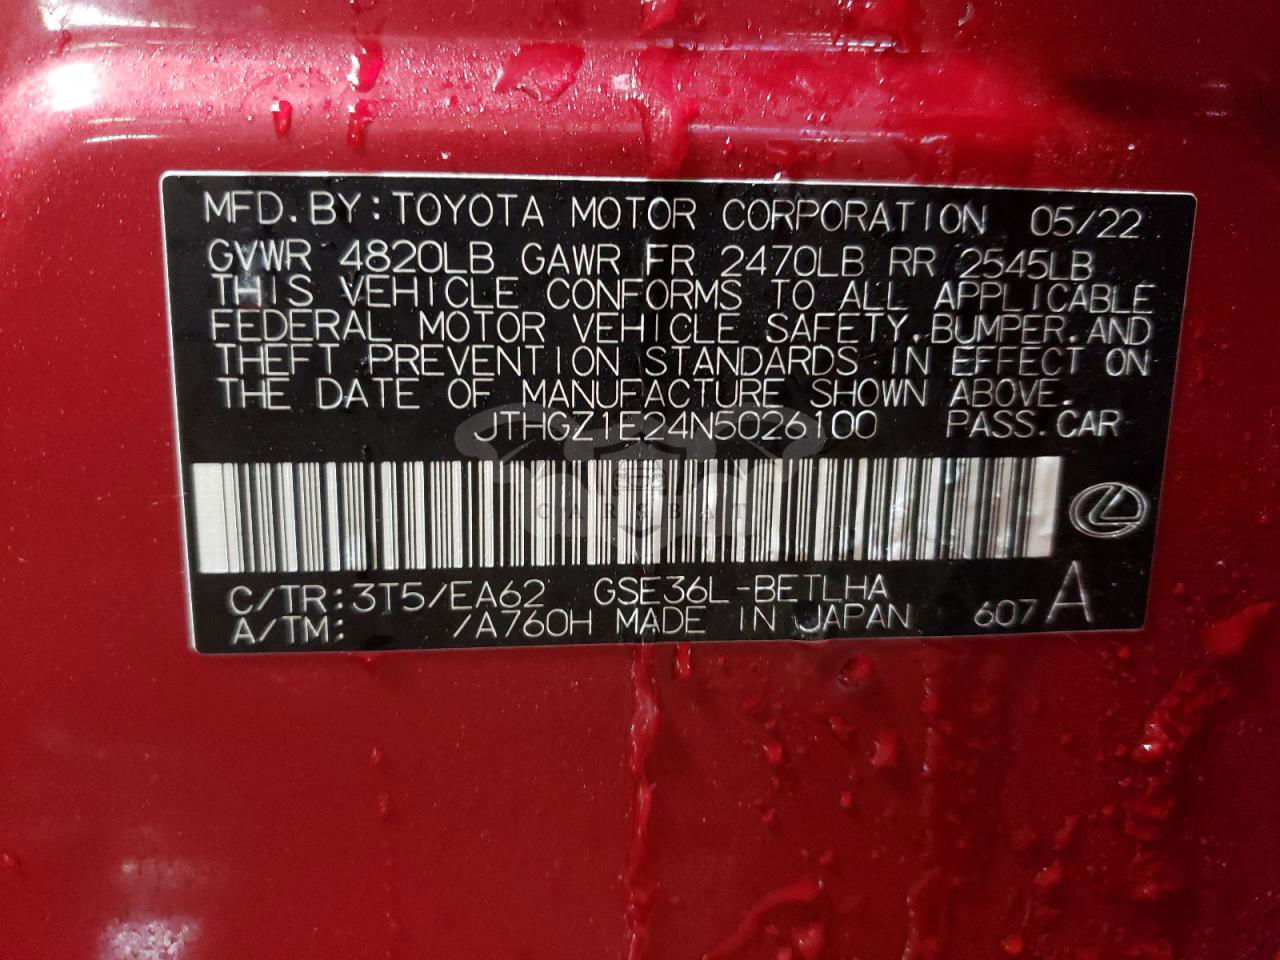 MFD. BY: TOYOTA MOTOR CORPORATION 05/22
GVWR 4820LB GAWR FR 2470LB RR 2545LB
THIS VEHICLE CONFORMS TO ALL APPLICABLE
FEDERAL MOTOR VEHICLE SAFETY, BUMPER, AND
THEFT PREVENTION STANDARDS IN EFFECT ON
THE DATE OF MANUFACTURE SHOWN ABOVE.
JTHGZ1E24N5026100 PASS. CAR
CARSBAT
C/TR: 3T5/EA62 GSE36L-BETLHA
A/TM: /A760H MADE IN JAPAN 607 A